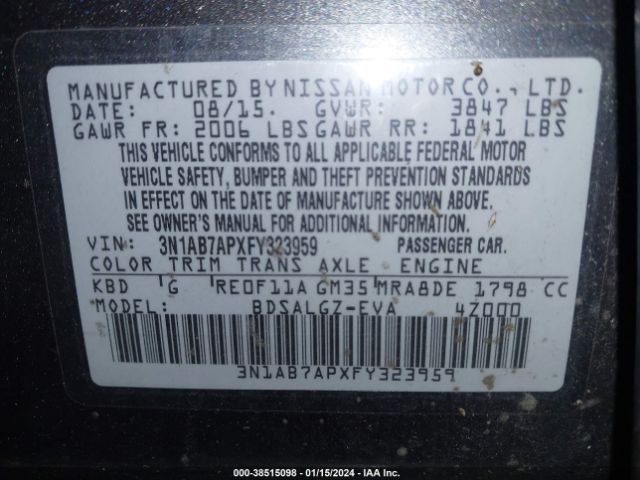 MANUFACTURED BY NISSAN MOTOR CO., LTD.
DATE: 08/15. GVWR: 3847 LBS
GAWR FR: 2006 LBS GAWR RR: 1841 LBS
THIS VEHICLE CONFORMS TO ALL APPLICABLE FEDERAL MOTOR
VEHICLE SAFETY, BUMPER AND THEFT PREVENTION STANDARDS
IN EFFECT ON THE DATE OF MANUFACTURE SHOWN ABOVE.
SEE OWNER'S MANUAL FOR ADDITIONAL INFORMATION.
VIN: 3N1AB7APXFY323959 PASSENGER CAR.
COLOR TRIM TRANS AXLE ENGINE
KBD G RE0F11A GM35 MRA8DE 1798 CC
MODEL: BDSALGZ-EVA 4Z000
3N1AB7APXFY323959
000-38515098 - 01/15/2024 - IAA Inc.